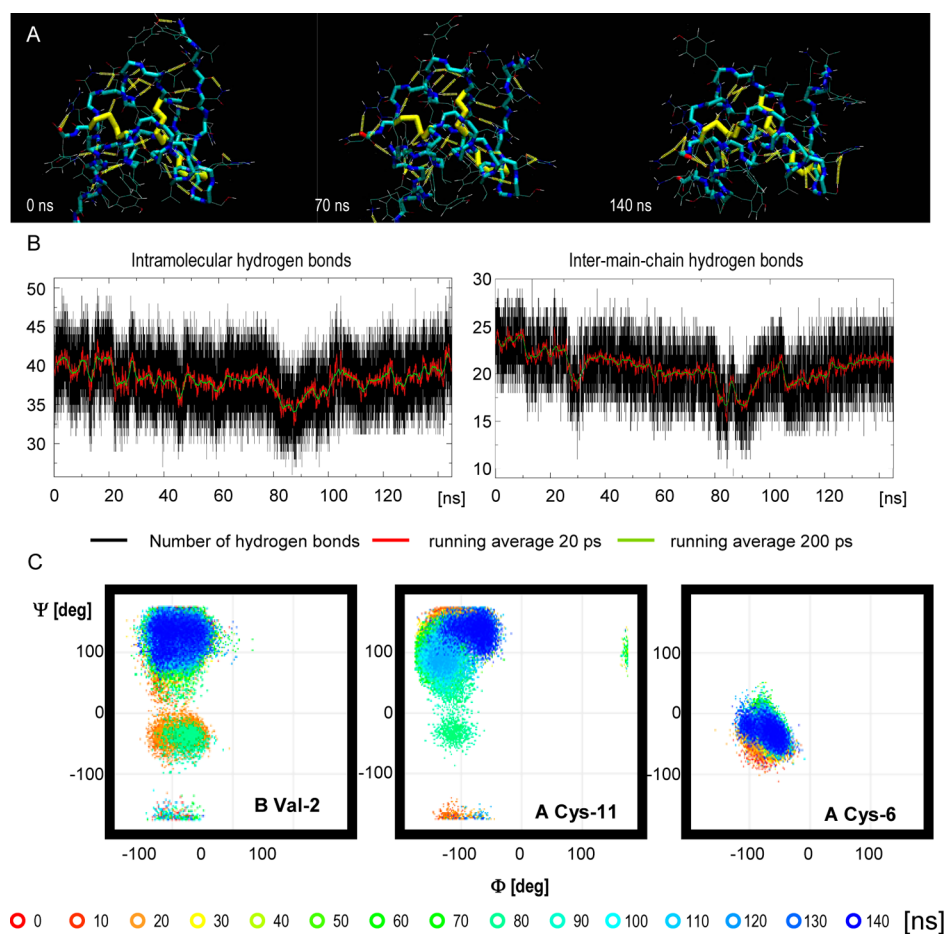 A
0 ns
70 ns
140 ns
B
Intramolecular hydrogen bonds
Inter-main-chain hydrogen bonds
50
45
40
35
30
0 20 40 60 80 100 120 [ns]
30
25
20
15
10
0 20 40 60 80 100 120 [ns]
Number of hydrogen bonds running average 20 ps running average 200 ps
C
Ψ [deg]
100
0
-100
B Val-2
-100 0 100
100
0
-100
A Cys-11
-100 0 100
100
0
-100
A Cys-6
-100 0 100
Φ [deg]
0 10 20 30 40 50 60 70 80 90 100 110 120 130 140 [ns]